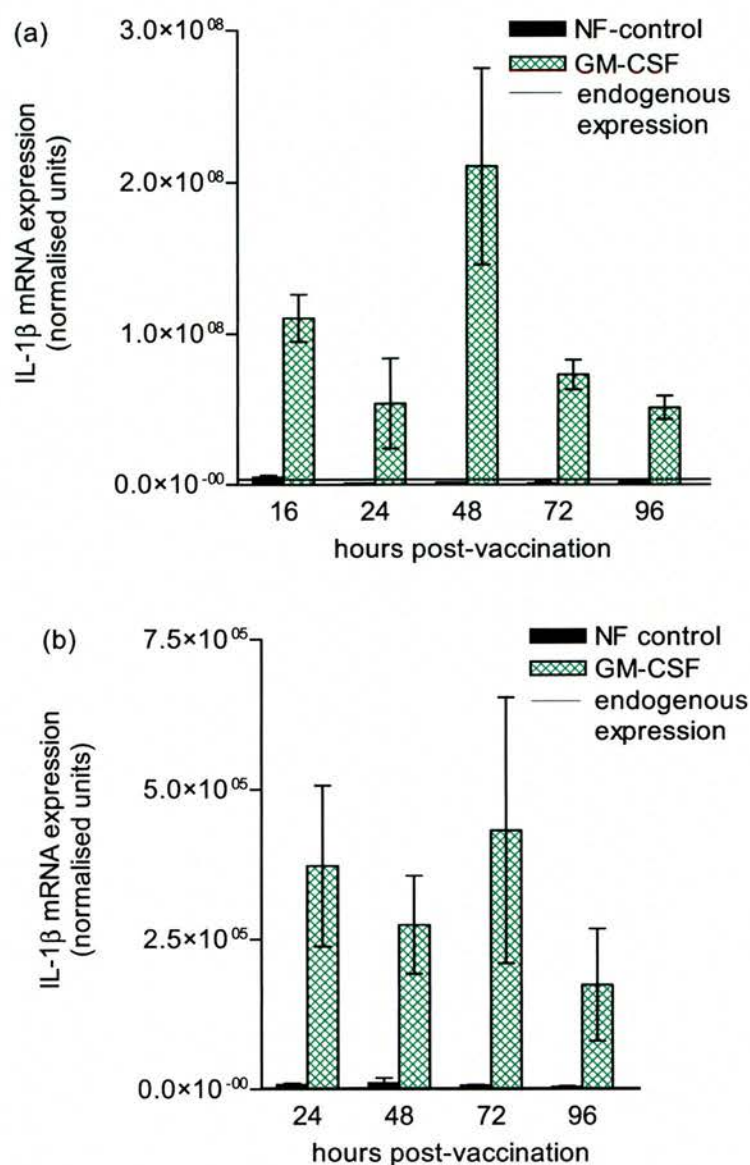 (a)
3.0×10⁰⁸
2.0×10⁰⁸
1.0×10⁰⁸
0.0×10⁻⁰⁰
IL-1β mRNA expression
(normalised units)
NF-control
GM-CSF
endogenous
expression
16 24 48 72 96
hours post-vaccination
(b)
7.5×10⁰⁵
5.0×10⁰⁵
2.5×10⁰⁵
0.0×10⁻⁰⁰
IL-1β mRNA expression
(normalised units)
NF control
GM-CSF
endogenous
expression
24 48 72 96
hours post-vaccination